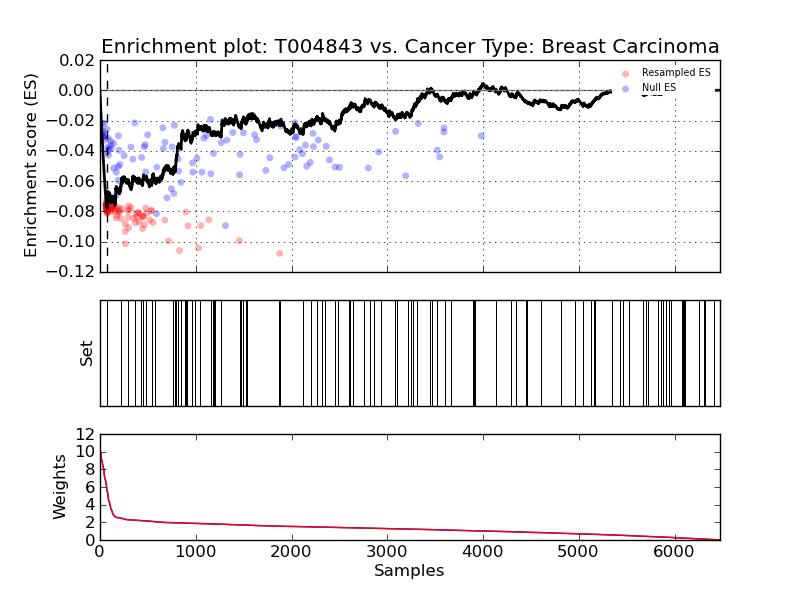 Enrichment plot: T004843 vs. Cancer Type: Breast Carcinoma
Enrichment score (ES)
0.02
0.00
−0.02
−0.04
−0.06
−0.08
−0.10
−0.12
Resampled ES
Null ES
Set
Weights
12
10
8
6
4
2
0
0 1000 2000 3000 4000 5000 6000
Samples